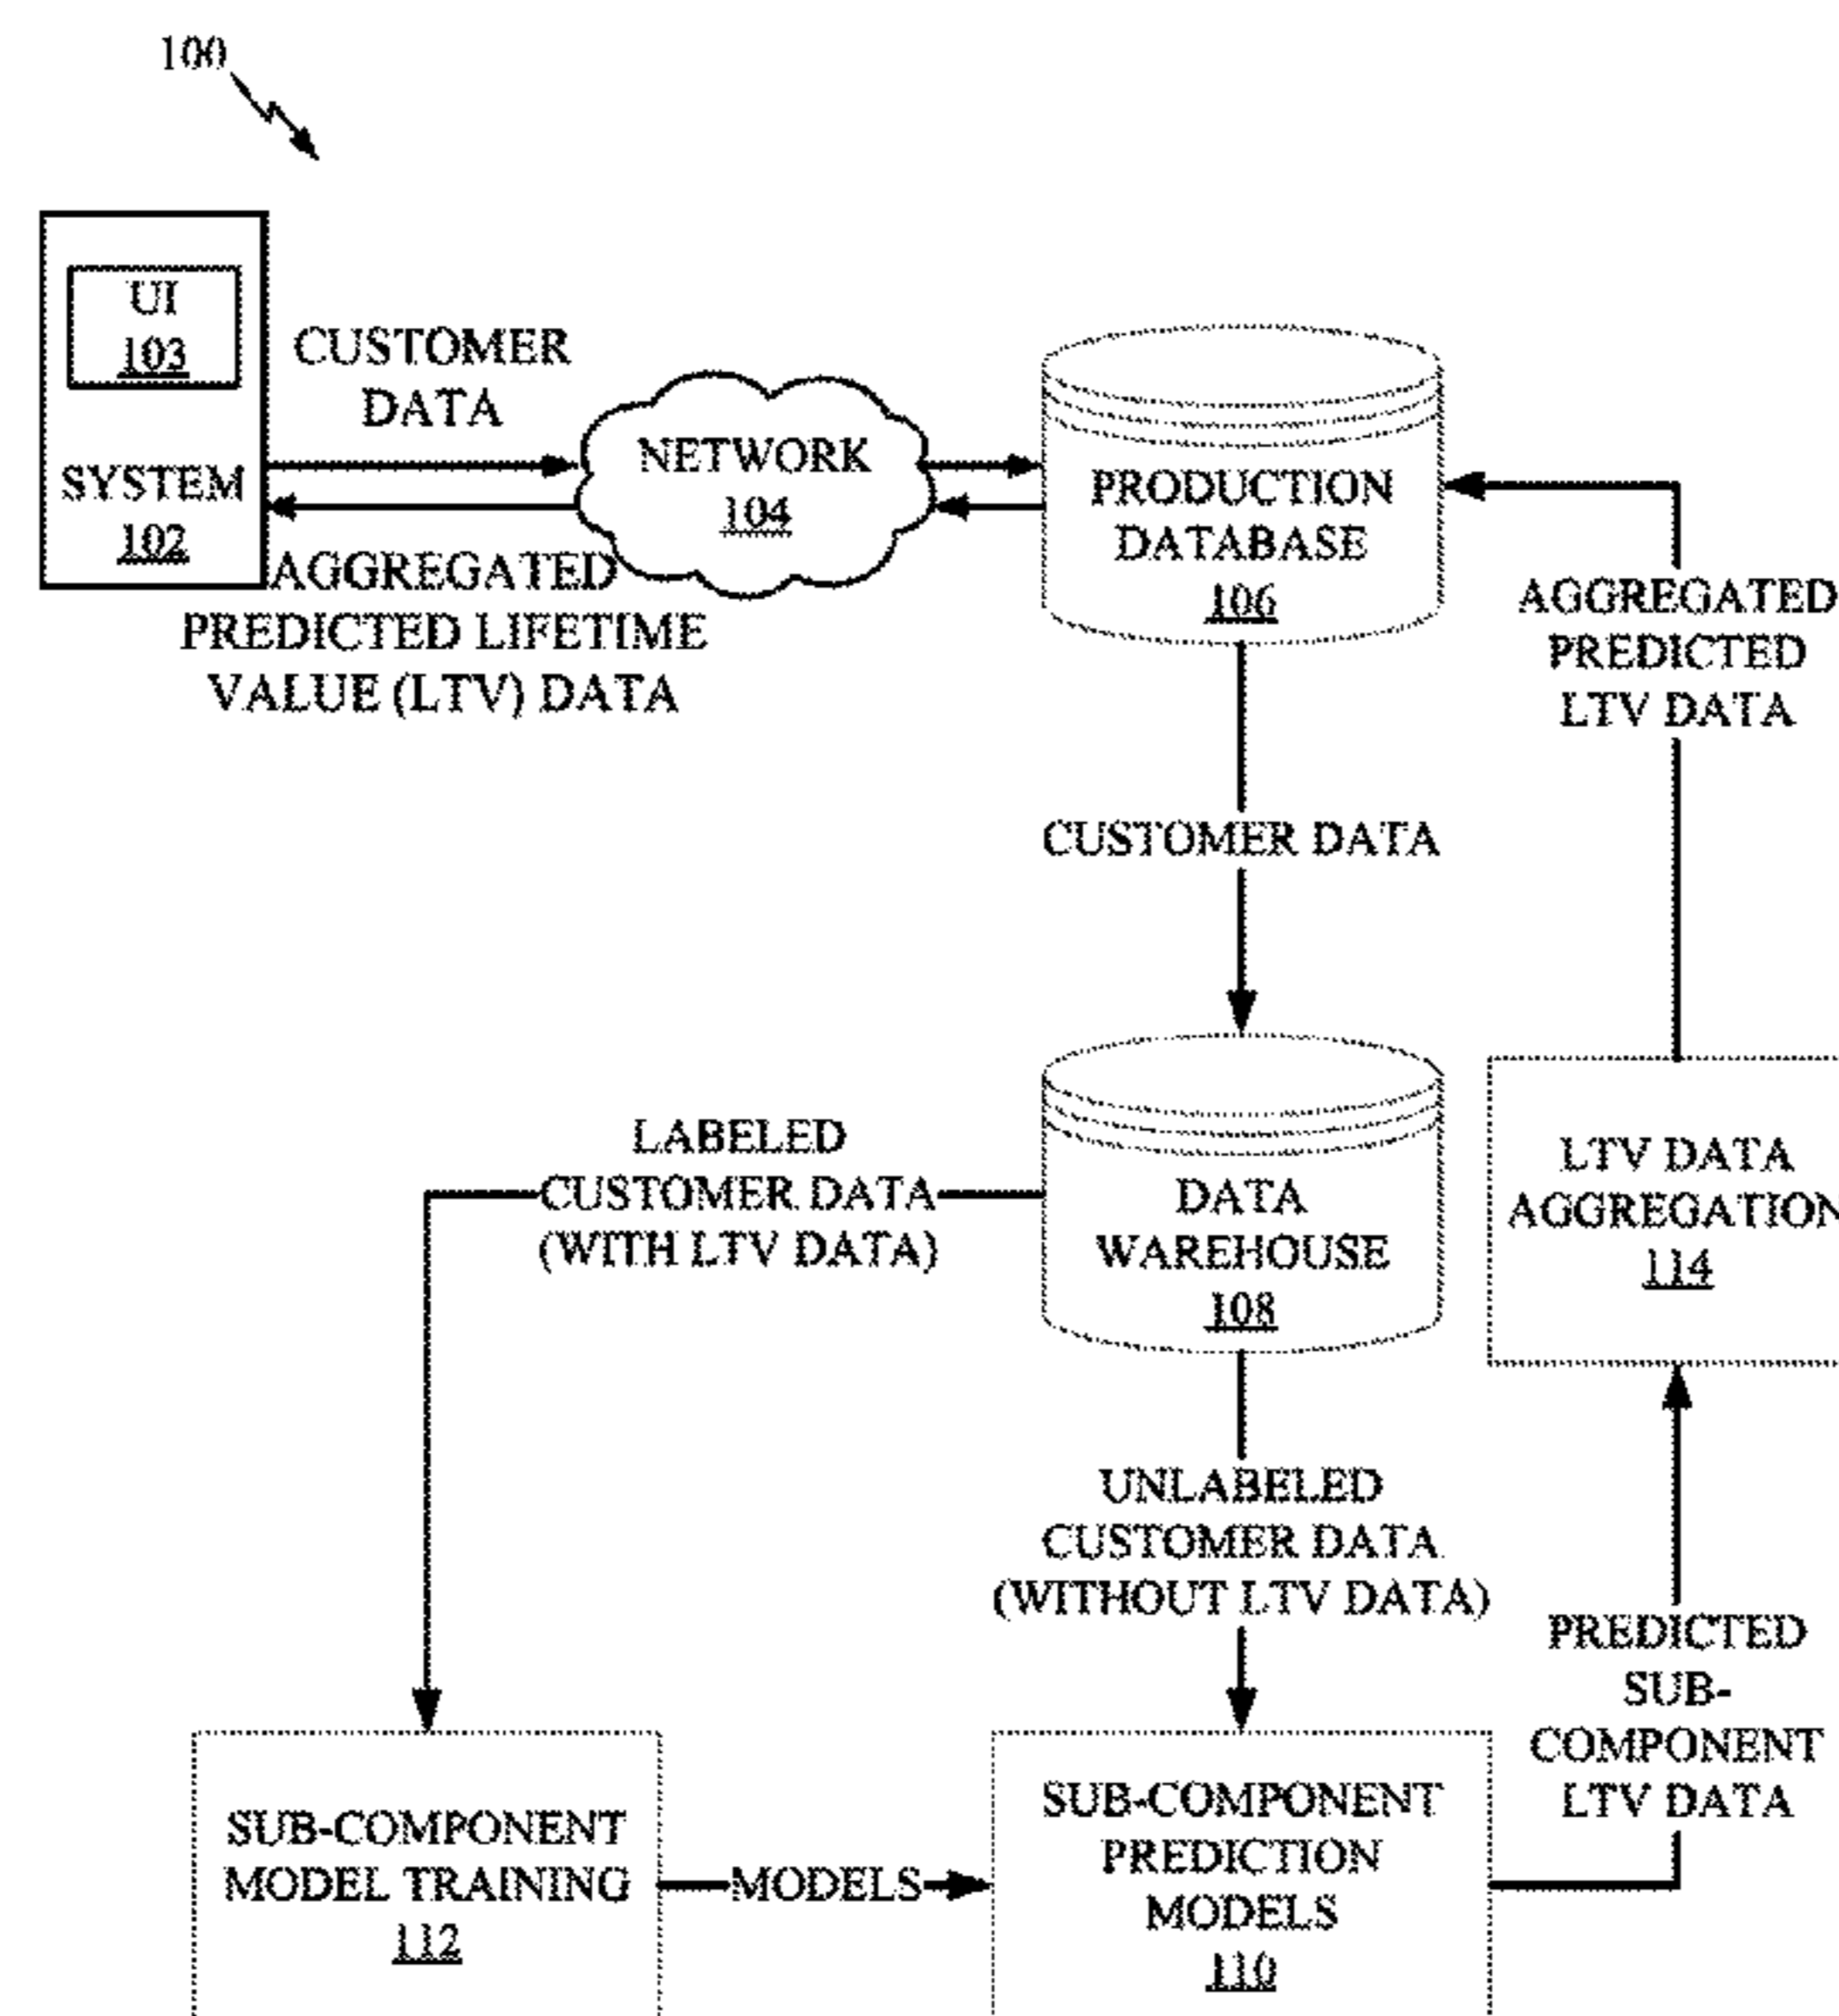 100
UI
103
SYSTEM
102
CUSTOMER
DATA
AGGREGATED
PREDICTED LIFETIME
VALUE (LTV) DATA
NETWORK
104
PRODUCTION
DATABASE
106
AGGREGATED
PREDICTED
LTV DATA
CUSTOMER DATA
LABELED
CUSTOMER DATA
(WITH LTV DATA)
DATA
WAREHOUSE
108
LTV DATA
AGGREGATION
114
UNLABELED
CUSTOMER DATA
(WITHOUT LTV DATA)
PREDICTED
SUB-
COMPONENT
LTV DATA
SUB-COMPONENT
MODEL TRAINING
112
MODELS
SUB-COMPONENT
PREDICTION
MODELS
110